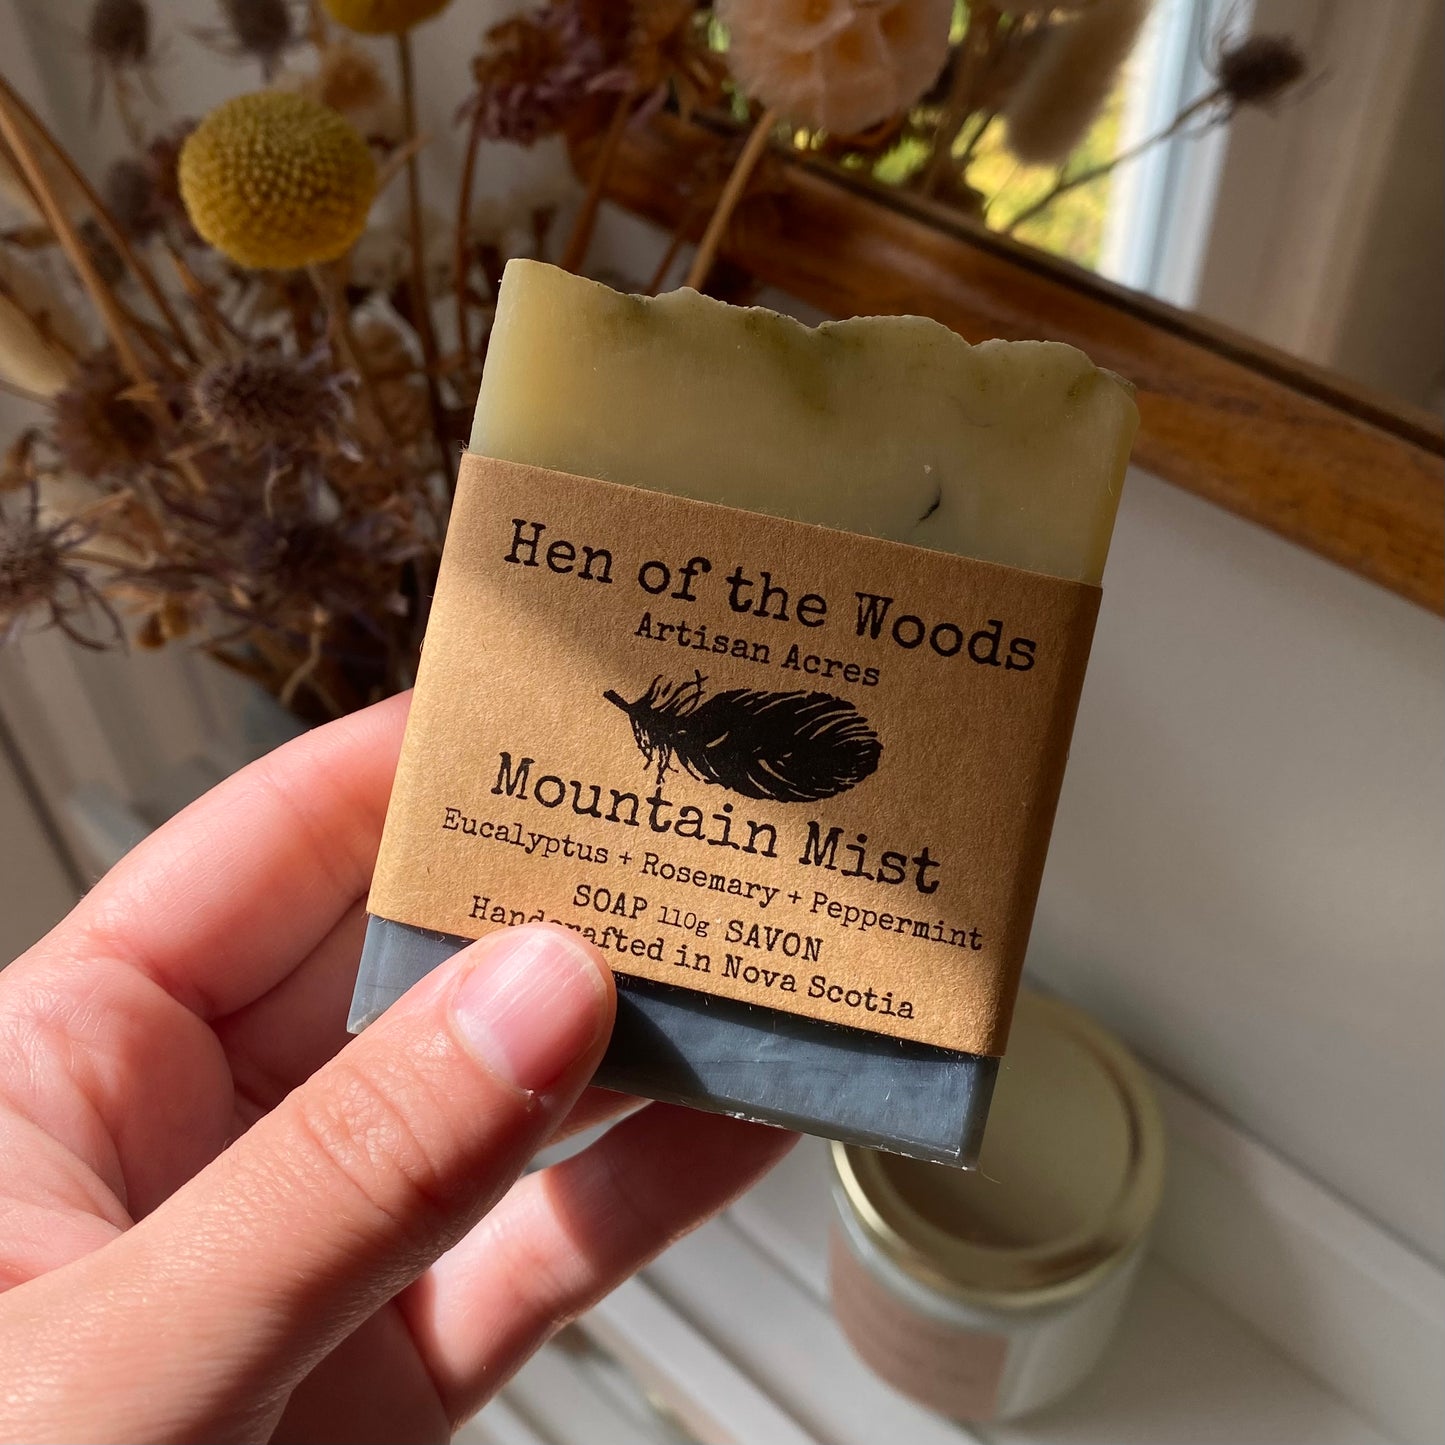 Hen of the Woods
Artisan Acres
Mountain Mist
Eucalyptus + Rosemary + Peppermint
SOAP 110g SAVON
Handcrafted in Nova Scotia